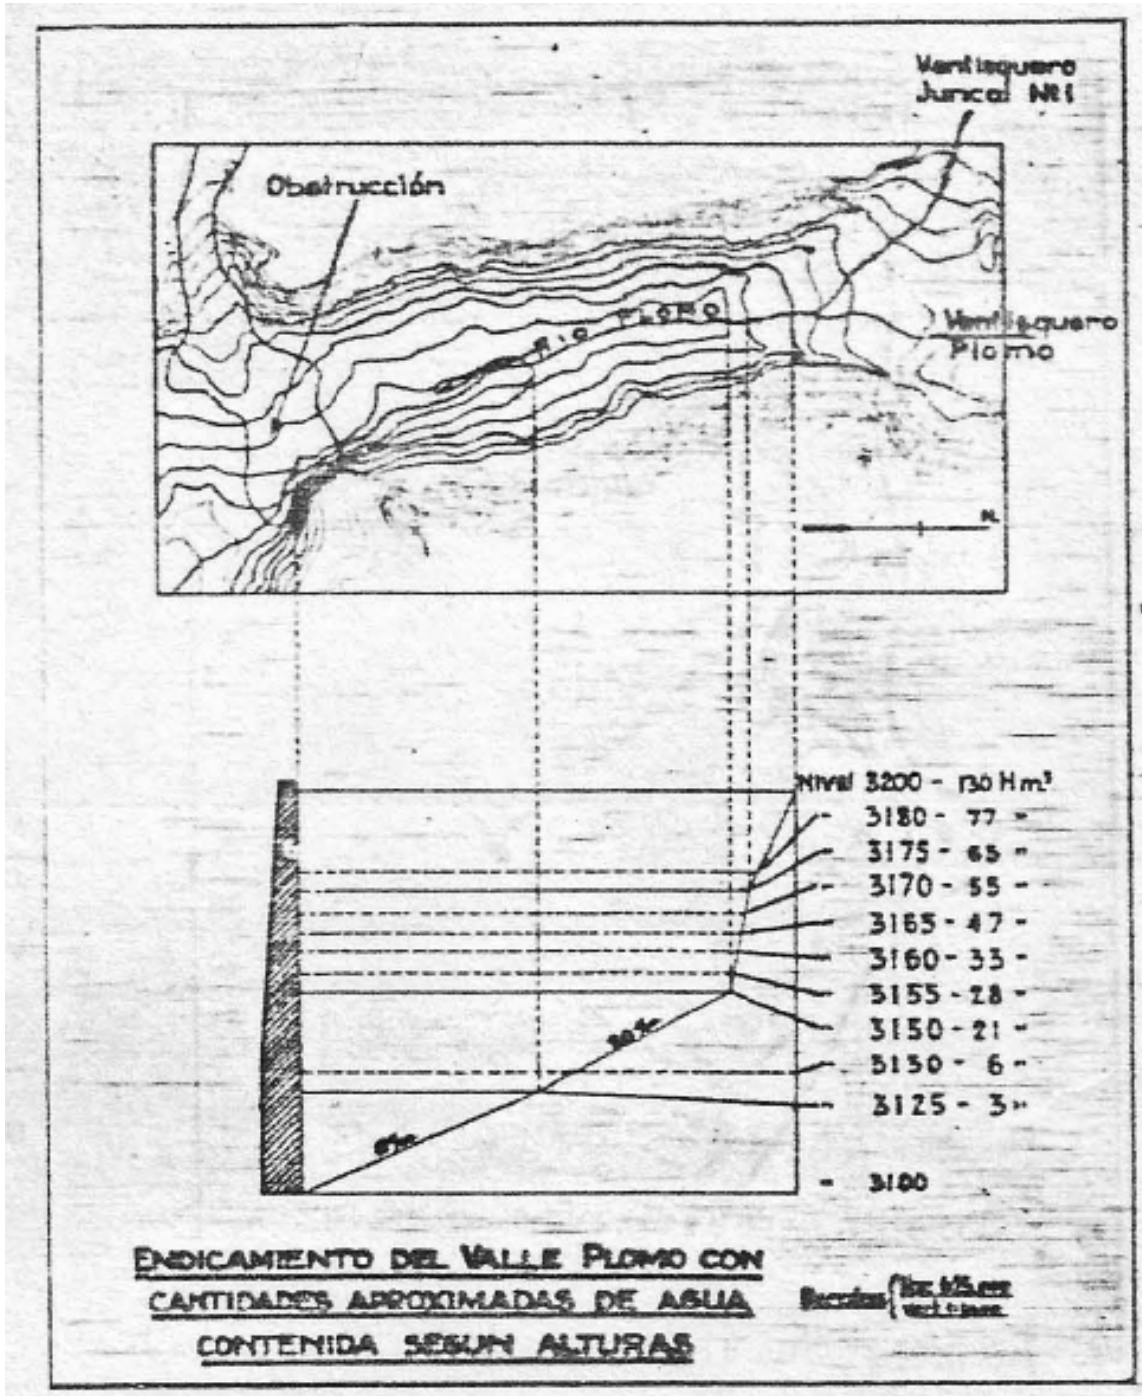 Ventisquero
Juncal Nº1
Obstrucción
RIO PLOMO
Ventisquero
Plomo
N.
Nivel 3200 - 130 Hm³
- 3180 - 77 "
- 3175 - 65 "
- 3170 - 55 "
- 3165 - 47 "
- 3160 - 33 "
- 3155 - 28 "
- 3150 - 21 "
- 3130 - 6 "
- 3125 - 3 "
- 3100
ENDICAMIENTO DEL VALLE PLOMO CON
CANTIDADES APROXIMADAS DE AGUA
CONTENIDA SEGUN ALTURAS